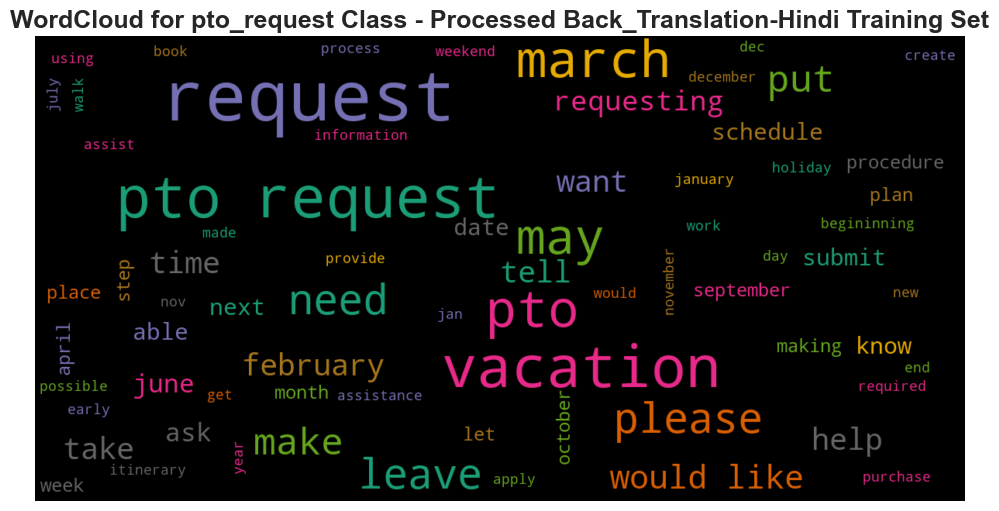 WordCloud for pto_request Class - Processed Back_Translation-Hindi Training Set
using
book
process
weekend
march
dec
create
july
walk
request
december
put
requesting
information
schedule
assist
pto request
want
january
holiday
procedure
plan
made
date
may
work
begininning
step
time
provide
tell
november
day
submit
place
nov
next
need
jan
pto
would
september
new
april
able
february
vacation
making
know
end
possible
june
get
month
assistance
required
early
october
please
take
ask
make
year
let
help
itinerary
week
leave
apply
would like
purchase